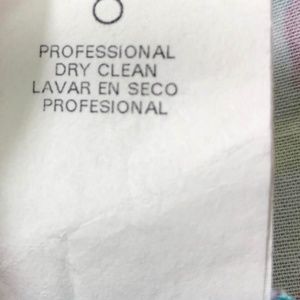 PROFESSIONAL
DRY CLEAN
LAVAR EN SECO
PROFESIONAL